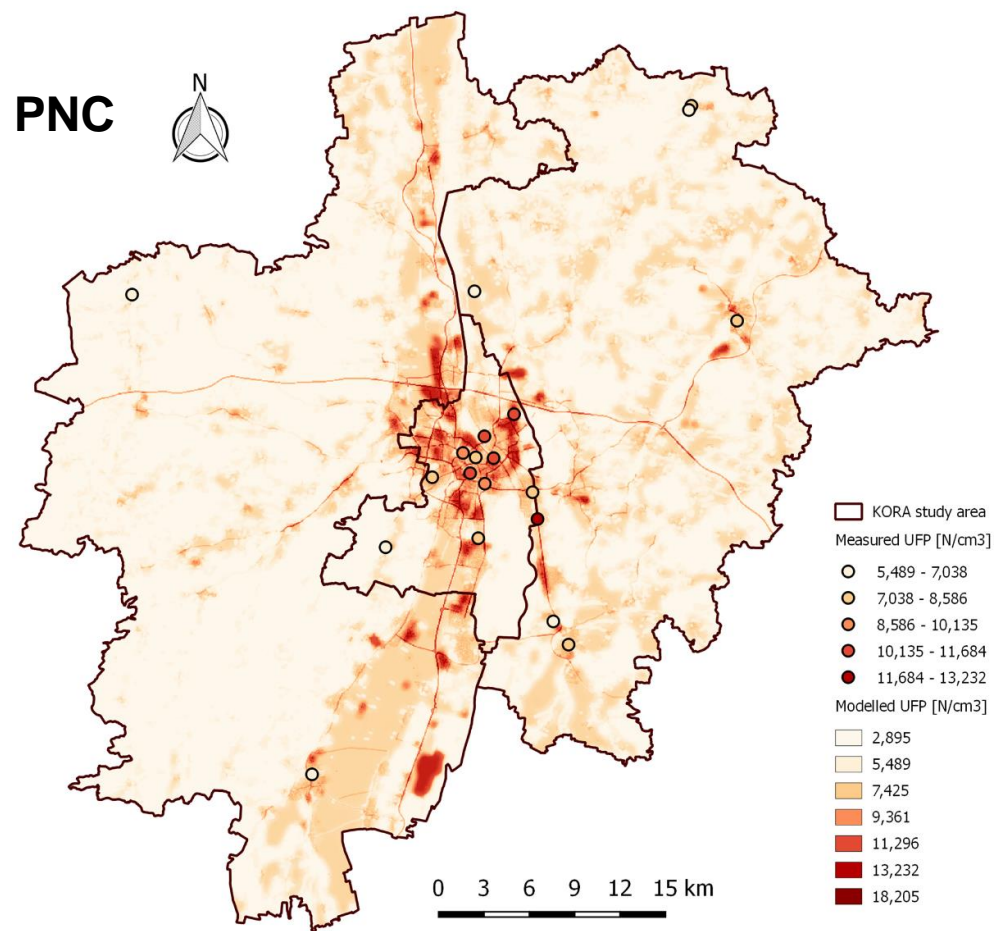 PNC
N
KORA study area
Measured UFP [N/cm3]
5,489 - 7,038
7,038 - 8,586
8,586 - 10,135
10,135 - 11,684
11,684 - 13,232
Modelled UFP [N/cm3]
2,895
5,489
7,425
9,361
11,296
13,232
18,205
0 3 6 9 12 15 km